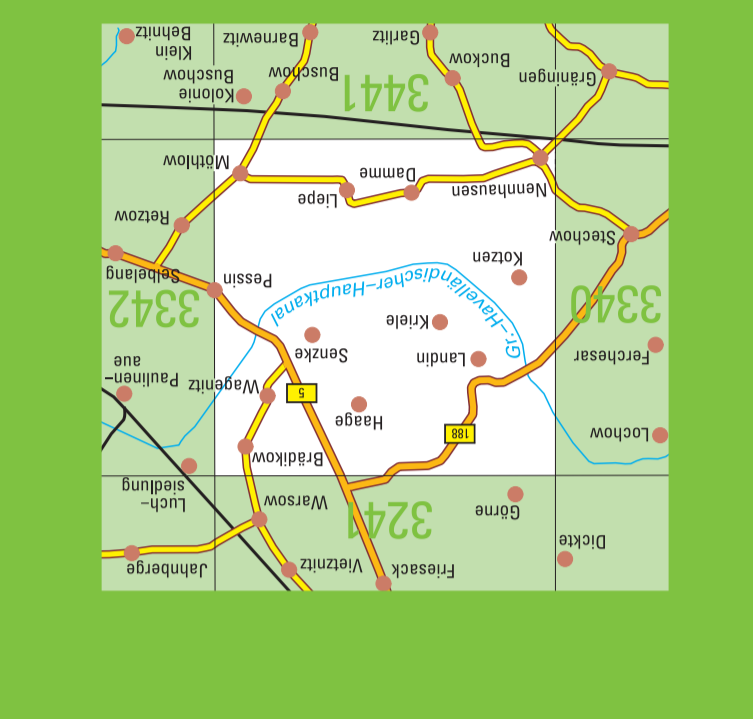 Friesack
Vietznitz
Jahnberge
Dickte
3241
Görne
Warsow
Luch-
siedlung
Brädikow
Lochow
188
Haage
5
Wagenitz
Paulinen-
aue
Ferchesar
Landin
Senzke
Kriele
Gr.-Havelländischer-Hauptkanal
3340
3342
Pessin
Selbelang
Kotzen
Stechow
Retzow
Liepe
Nennhausen
Damme
Möthlow
3441
Kolonie
Buschow
Gräningen
Buschow
Buckow
Klein
Behnitz
Garlitz
Barnewitz